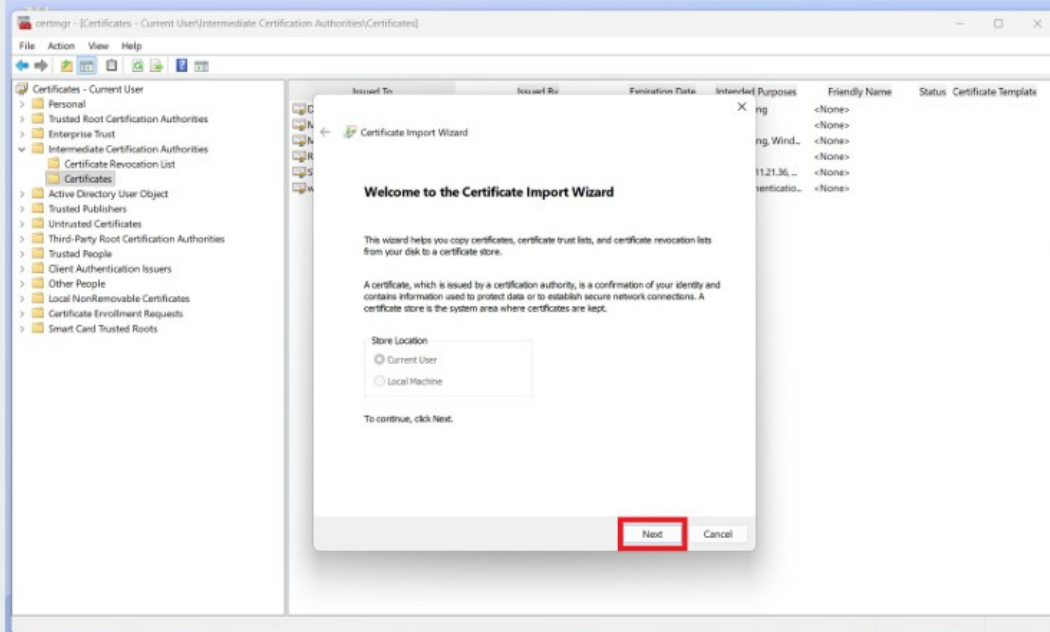 certmgr - [Certificates - Current User\Intermediate Certification Authorities\Certificates]
File Action View Help
Certificates - Current User
Personal
Trusted Root Certification Authorities
Enterprise Trust
Intermediate Certification Authorities
Certificate Revocation List
Certificates
Active Directory User Object
Trusted Publishers
Untrusted Certificates
Third-Party Root Certification Authorities
Trusted People
Client Authentication Issuers
Other People
Local NonRemovable Certificates
Certificate Enrollment Requests
Smart Card Trusted Roots
Issued To Issued By Expiration Date Intended Purposes Friendly Name Status Certificate Template
ng <None>
<None>
ng, Wind... <None>
<None>
11.21.36, ... <None>
enticatio... <None>
Certificate Import Wizard
Welcome to the Certificate Import Wizard
This wizard helps you copy certificates, certificate trust lists, and certificate revocation lists
from your disk to a certificate store.
A certificate, which is issued by a certification authority, is a confirmation of your identity and
contains information used to protect data or to establish secure network connections. A
certificate store is the system area where certificates are kept.
Store Location
Current User
Local Machine
To continue, click Next.
Next Cancel